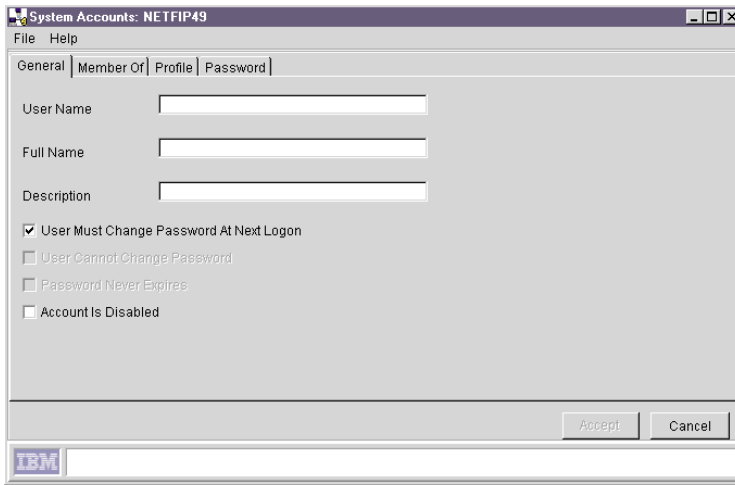 System Accounts: NETFIP49
File Help
General Member Of Profile Password
User Name
Full Name
Description
User Must Change Password At Next Logon
User Cannot Change Password
Password Never Expires
Account Is Disabled
Accept Cancel
IBM